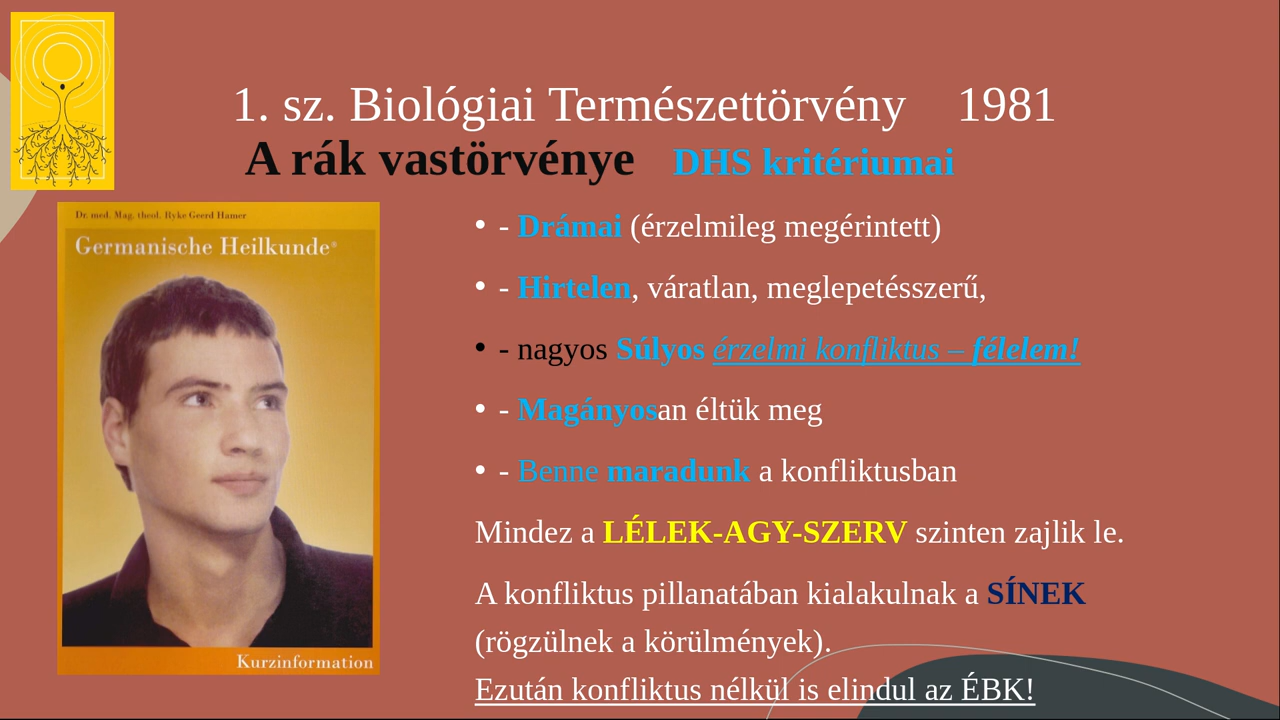 1. sz. Biológiai Természettörvény 1981
A rák vastörvénye DHS kritériumai
Dr. med. Mag. theol. Ryke Geerd Hamer
Germanische Heilkunde®
Kurzinformation
• - Drámai (érzelmileg megérintett)
• - Hirtelen, váratlan, meglepetésszerű,
• - nagyos Súlyos érzelmi konfliktus – félelem!
• - Magányosan éltük meg
• - Benne maradunk a konfliktusban
Mindez a LÉLEK-AGY-SZERV szinten zajlik le.
A konfliktus pillanatában kialakulnak a SÍNEK
(rögzülnek a körülmények).
Ezután konfliktus nélkül is elindul az ÉBK!